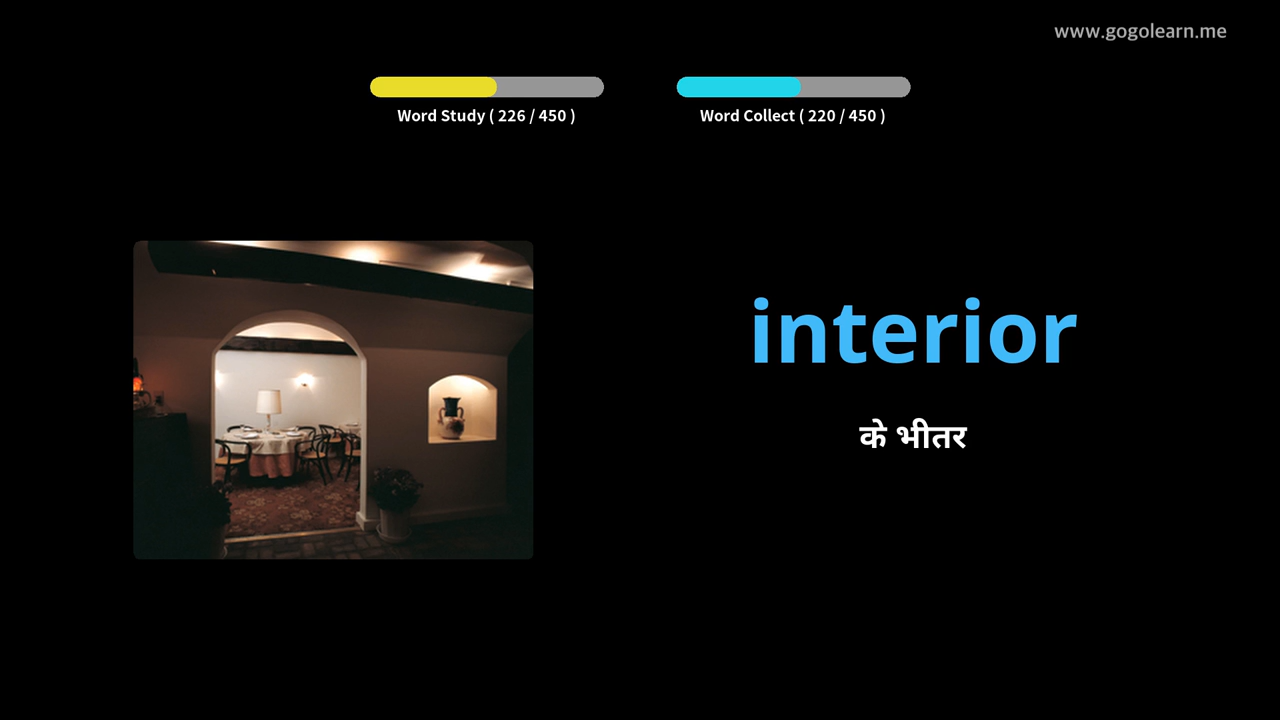 www.gogolearn.me
Word Study ( 226 / 450 )
Word Collect ( 220 / 450 )
interior
के भीतर